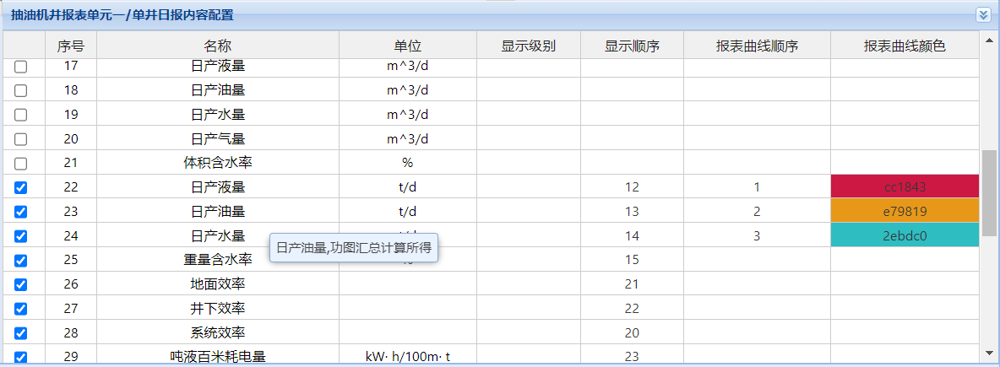 抽油机井报表单元一/单井日报内容配置
序号 名称 单位 显示级别 显示顺序 报表曲线顺序 报表曲线颜色
17 日产液量 m^3/d
18 日产油量 m^3/d
19 日产水量 m^3/d
20 日产气量 m^3/d
21 体积含水率 %
22 日产液量 t/d 12 1 cc1843
23 日产油量 t/d 13 2 e79819
24 日产水量 t/d 14 3 2ebdc0
日产油量,功图汇总计算所得
25 重量含水率 % 15
26 地面效率 21
27 井下效率 22
28 系统效率 20
29 吨液百米耗电量 kW· h/100m· t 23